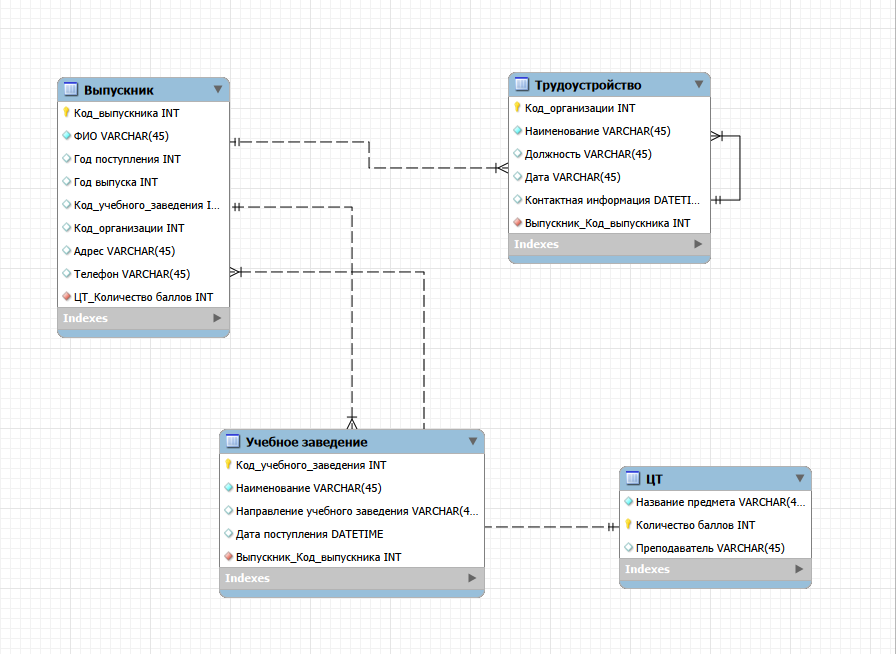 Выпускник
Код_выпускника INT
ФИО VARCHAR(45)
Год поступления INT
Год выпуска INT
Код_учебного_заведения I...
Код_организации INT
Адрес VARCHAR(45)
Телефон VARCHAR(45)
ЦТ_Количество баллов INT
Indexes
Трудоустройство
Код_организации INT
Наименование VARCHAR(45)
Должность VARCHAR(45)
Дата VARCHAR(45)
Контактная информация DATETI...
Выпускник_Код_выпускника INT
Indexes
Учебное заведение
Код_учебного_заведения INT
Наименование VARCHAR(45)
Направление учебного заведения VARCHAR(4...
Дата поступления DATETIME
Выпускник_Код_выпускника INT
Indexes
ЦТ
Название предмета VARCHAR(4...
Количество баллов INT
Преподаватель VARCHAR(45)
Indexes